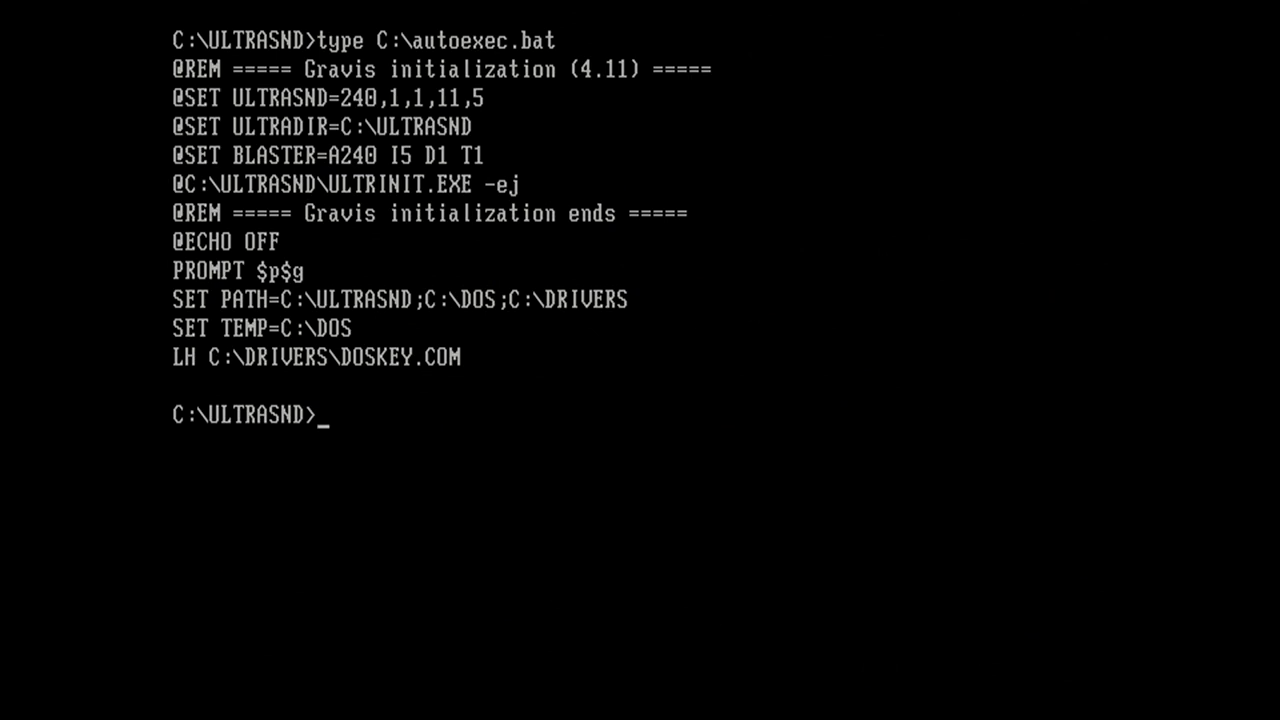 C:\ULTRASND>type C:\autoexec.bat
@REM ===== Gravis initialization (4.11) =====
@SET ULTRASND=240,1,1,11,5
@SET ULTRADIR=C:\ULTRASND
@SET BLASTER=A240 I5 D1 T1
@C:\ULTRASND\ULTRINIT.EXE -ej
@REM ===== Gravis initialization ends =====
@ECHO OFF
PROMPT $p$g
SET PATH=C:\ULTRASND;C:\DOS;C:\DRIVERS
SET TEMP=C:\DOS
LH C:\DRIVERS\DOSKEY.COM
C:\ULTRASND>_